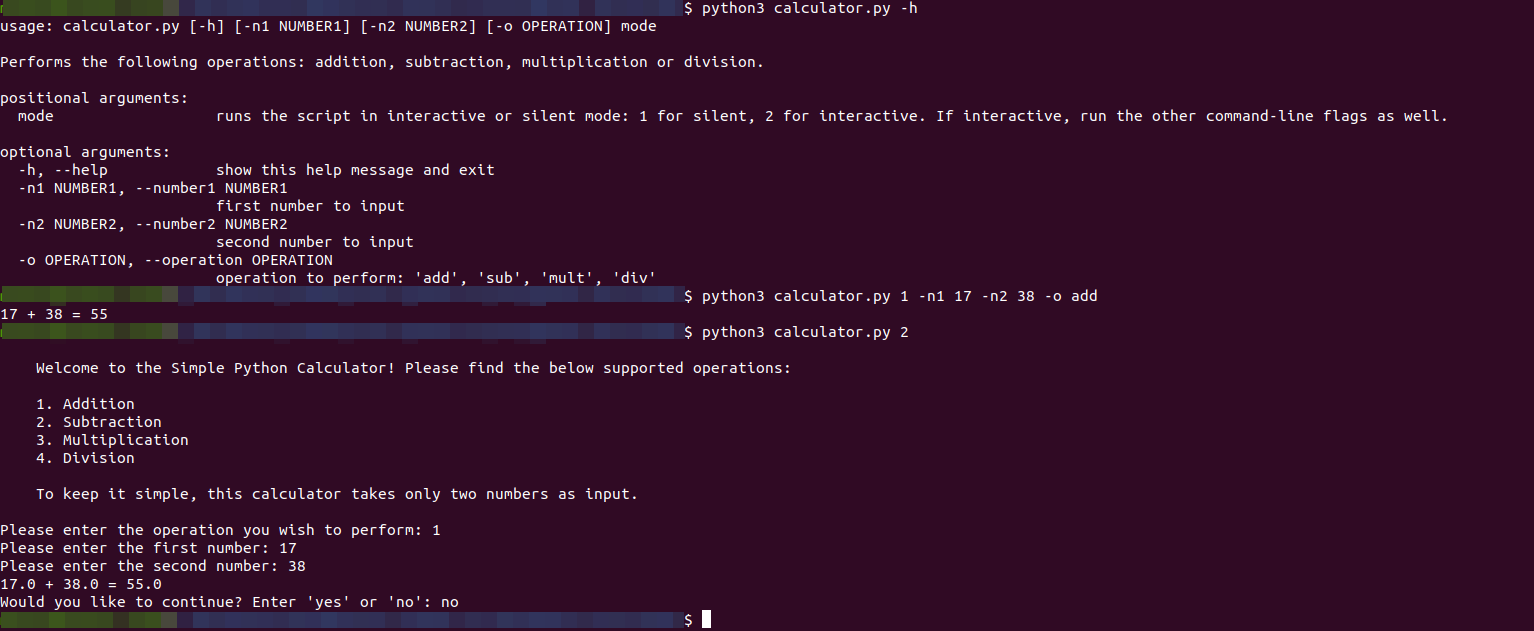 $ python3 calculator.py -h
usage: calculator.py [-h] [-n1 NUMBER1] [-n2 NUMBER2] [-o OPERATION] mode
Performs the following operations: addition, subtraction, multiplication or division.
positional arguments:
mode runs the script in interactive or silent mode: 1 for silent, 2 for interactive. If interactive, run the other command-line flags as well.
optional arguments:
-h, --help show this help message and exit
-n1 NUMBER1, --number1 NUMBER1
first number to input
-n2 NUMBER2, --number2 NUMBER2
second number to input
-o OPERATION, --operation OPERATION
operation to perform: 'add', 'sub', 'mult', 'div'
$ python3 calculator.py 1 -n1 17 -n2 38 -o add
17 + 38 = 55
$ python3 calculator.py 2
Welcome to the Simple Python Calculator! Please find the below supported operations:
1. Addition
2. Subtraction
3. Multiplication
4. Division
To keep it simple, this calculator takes only two numbers as input.
Please enter the operation you wish to perform: 1
Please enter the first number: 17
Please enter the second number: 38
17.0 + 38.0 = 55.0
Would you like to continue? Enter 'yes' or 'no': no
$